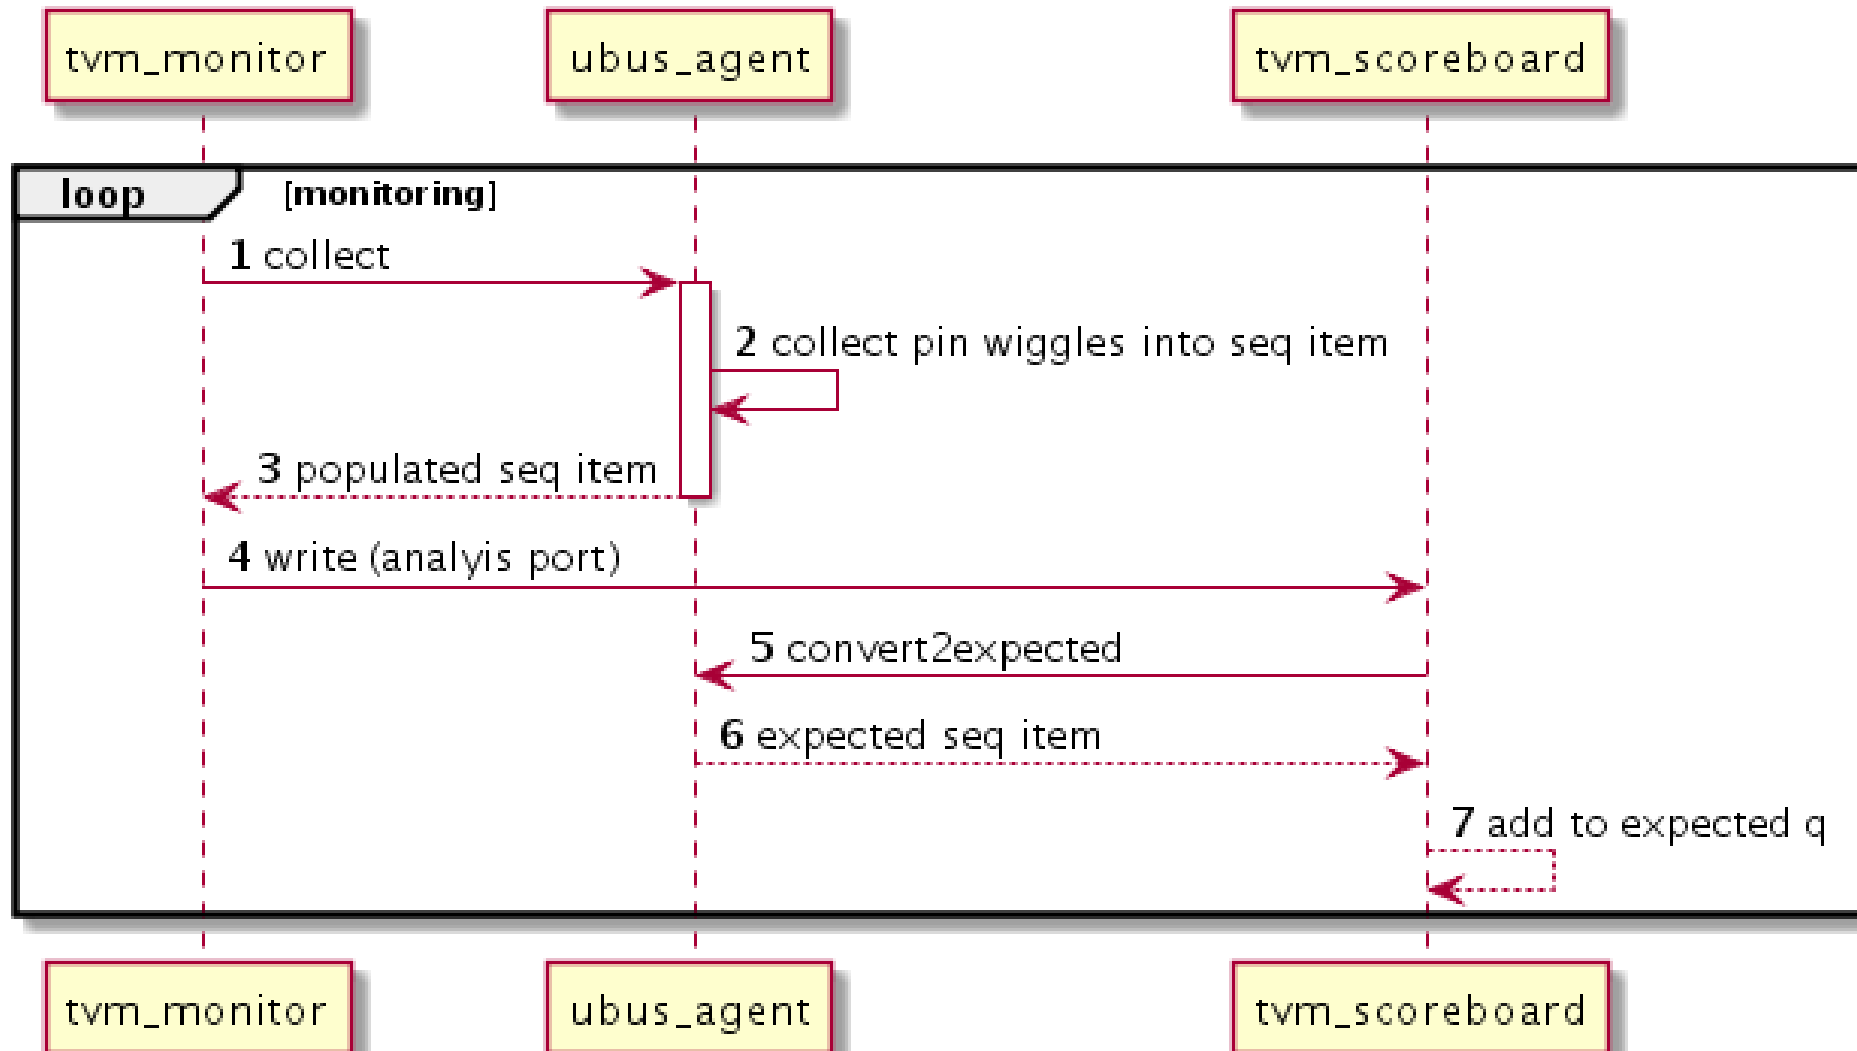 tvm_monitor
ubus_agent
tvm_scoreboard
loop
[monitoring]
1 collect
2 collect pin wiggles into seq item
3 populated seq item
4 write (analyis port)
5 convert2expected
6 expected seq item
7 add to expected q
tvm_monitor
ubus_agent
tvm_scoreboard